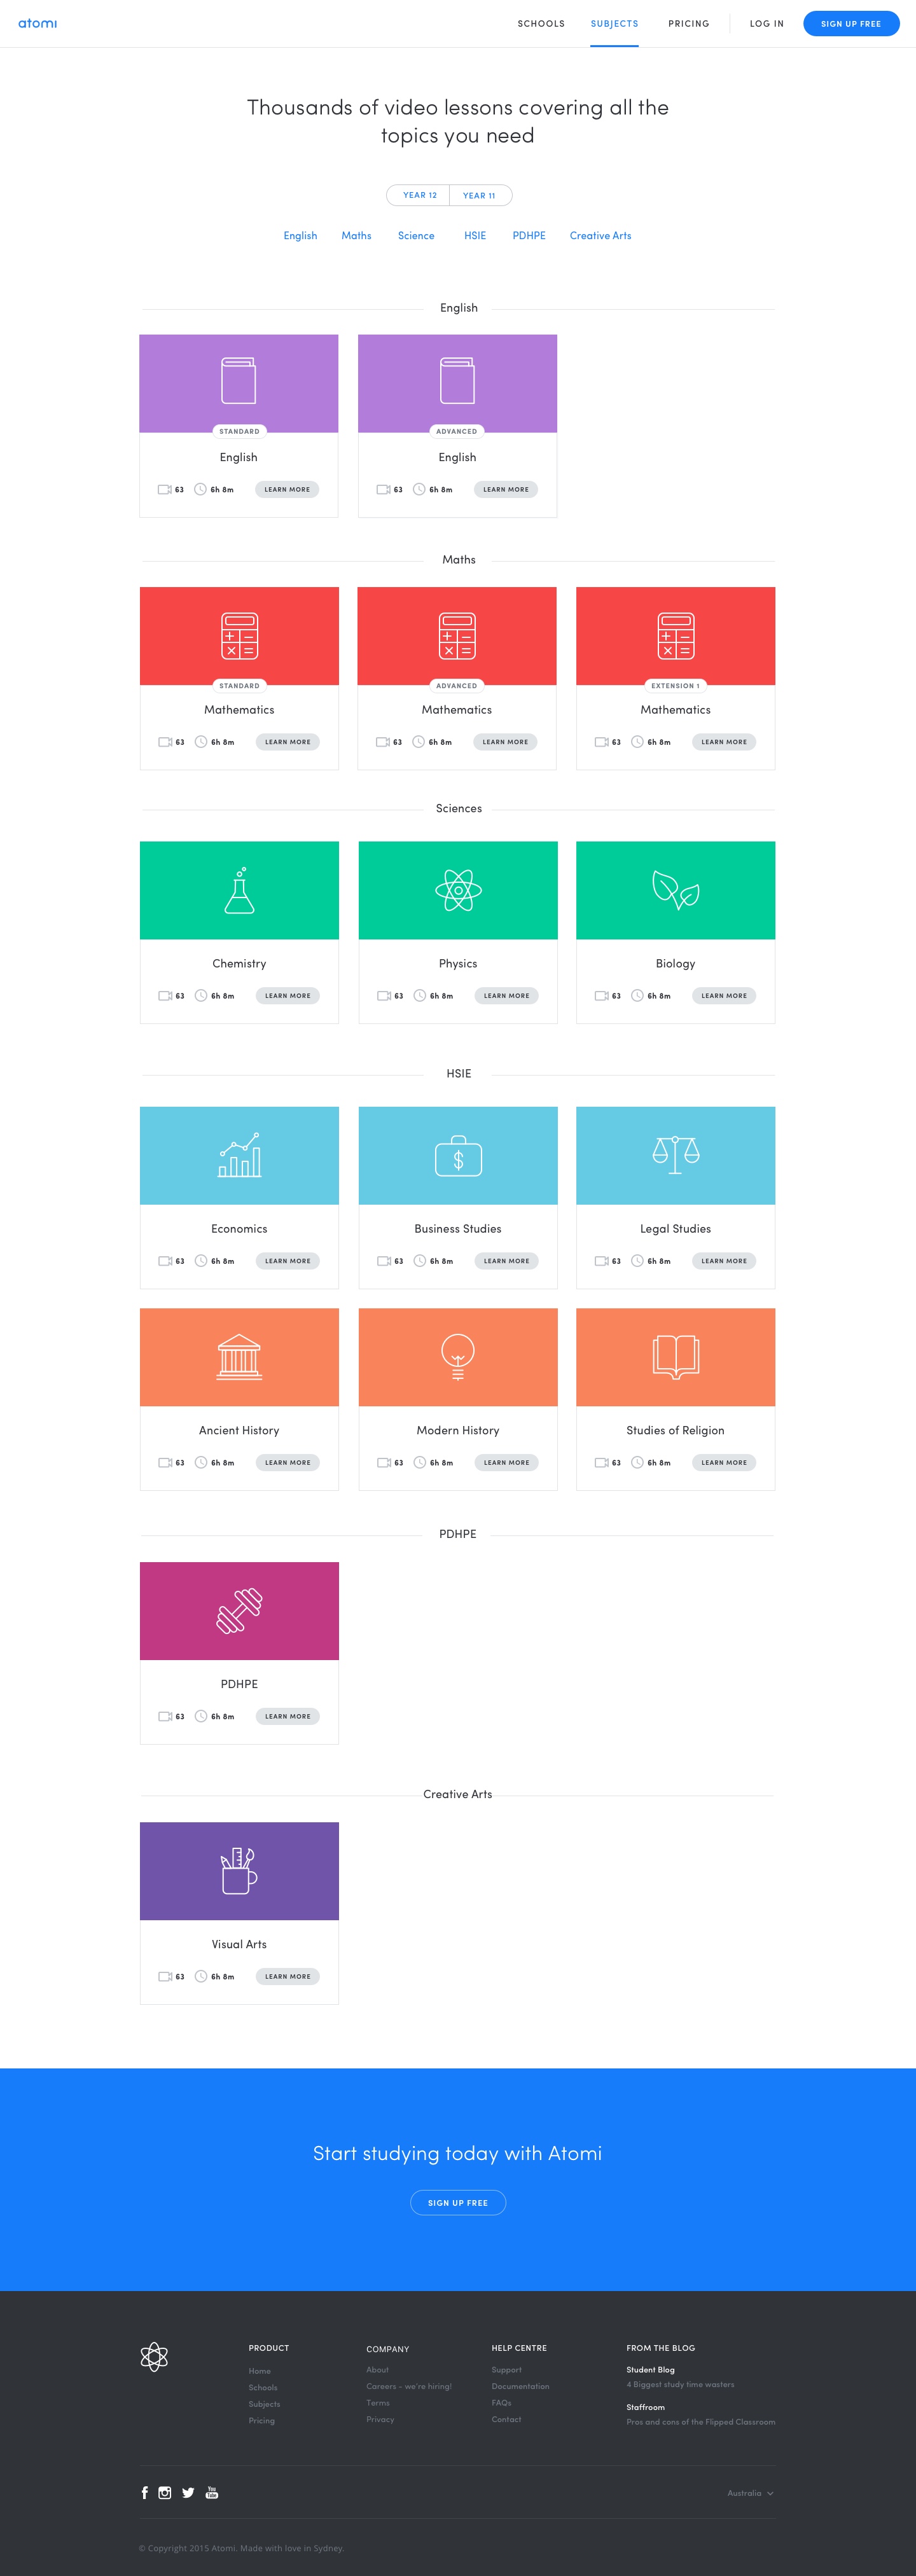 atomi
SCHOOLS SUBJECTS PRICING LOG IN SIGN UP FREE
Thousands of video lessons covering all the
topics you need
YEAR 12 YEAR 11
English Maths Science HSIE PDHPE Creative Arts
English
STANDARD ADVANCED
English English
63 6h 8m LEARN MORE 63 6h 8m LEARN MORE
Maths
STANDARD ADVANCED EXTENSION 1
Mathematics Mathematics Mathematics
63 6h 8m LEARN MORE 63 6h 8m LEARN MORE 63 6h 8m LEARN MORE
Sciences
Chemistry Physics Biology
63 6h 8m LEARN MORE 63 6h 8m LEARN MORE 63 6h 8m LEARN MORE
HSIE
$
Economics Business Studies Legal Studies
63 6h 8m LEARN MORE 63 6h 8m LEARN MORE 63 6h 8m LEARN MORE
Ancient History Modern History Studies of Religion
63 6h 8m LEARN MORE 63 6h 8m LEARN MORE 63 6h 8m LEARN MORE
PDHPE
PDHPE
63 6h 8m LEARN MORE
Creative Arts
Visual Arts
63 6h 8m LEARN MORE
Start studying today with Atomi
SIGN UP FREE
PRODUCT
Home
Schools
Subjects
Pricing
COMPANY
About
Careers - we're hiring!
Terms
Privacy
HELP CENTRE
Support
Documentation
FAQs
Contact
FROM THE BLOG
Student Blog
4 Biggest study time wasters
Staffroom
Pros and cons of the Flipped Classroom
You
Tube
Australia
© Copyright 2015 Atomi. Made with love in Sydney.